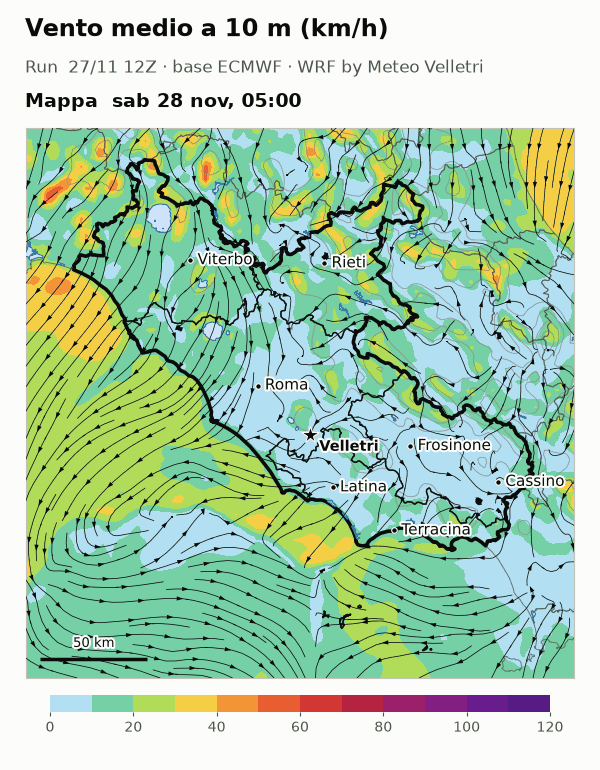 Vento medio a 10 m (km/h)
Run  27/11 12Z · base ECMWF · WRF by Meteo Velletri
Mappa  sab 28 nov, 05:00
Viterbo
Rieti
Roma
Velletri
Frosinone
Cassino
Latina
Terracina
50 km
0 20 40 60 80 100 120